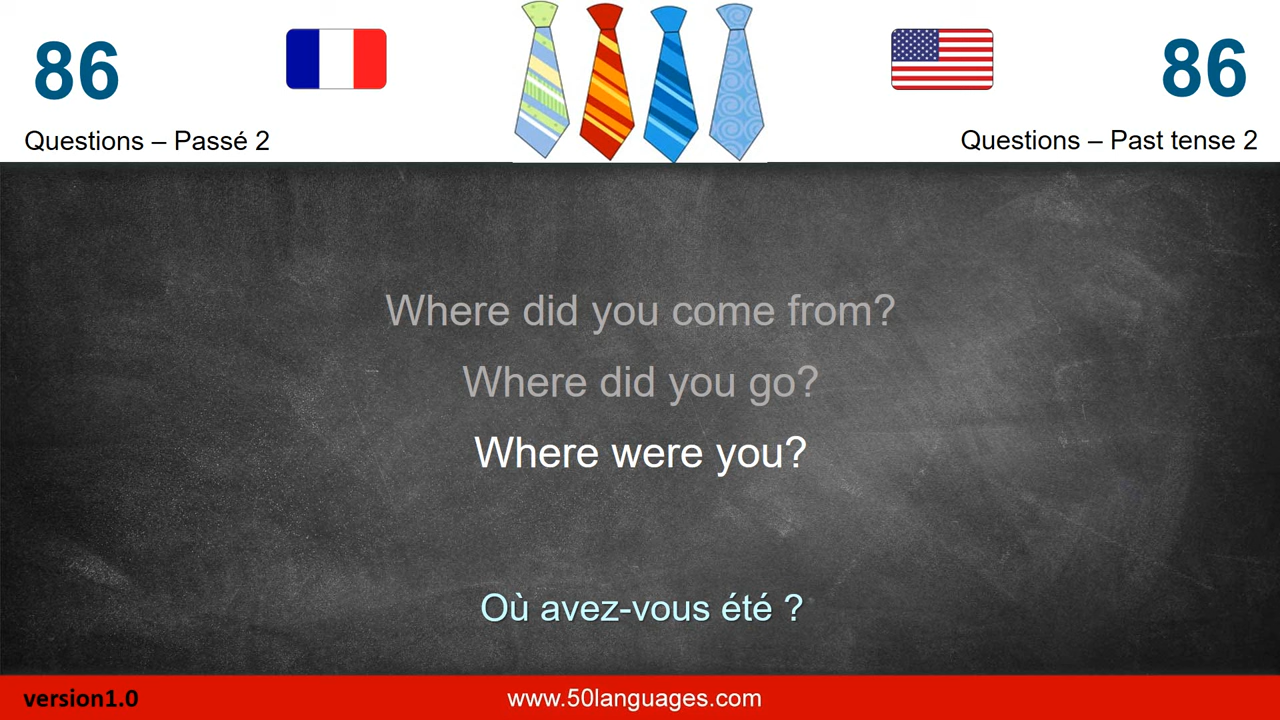 86
86
Questions – Passé 2
Questions – Past tense 2
Where did you come from?
Where did you go?
Where were you?
Où avez-vous été ?
version1.0
www.50languages.com